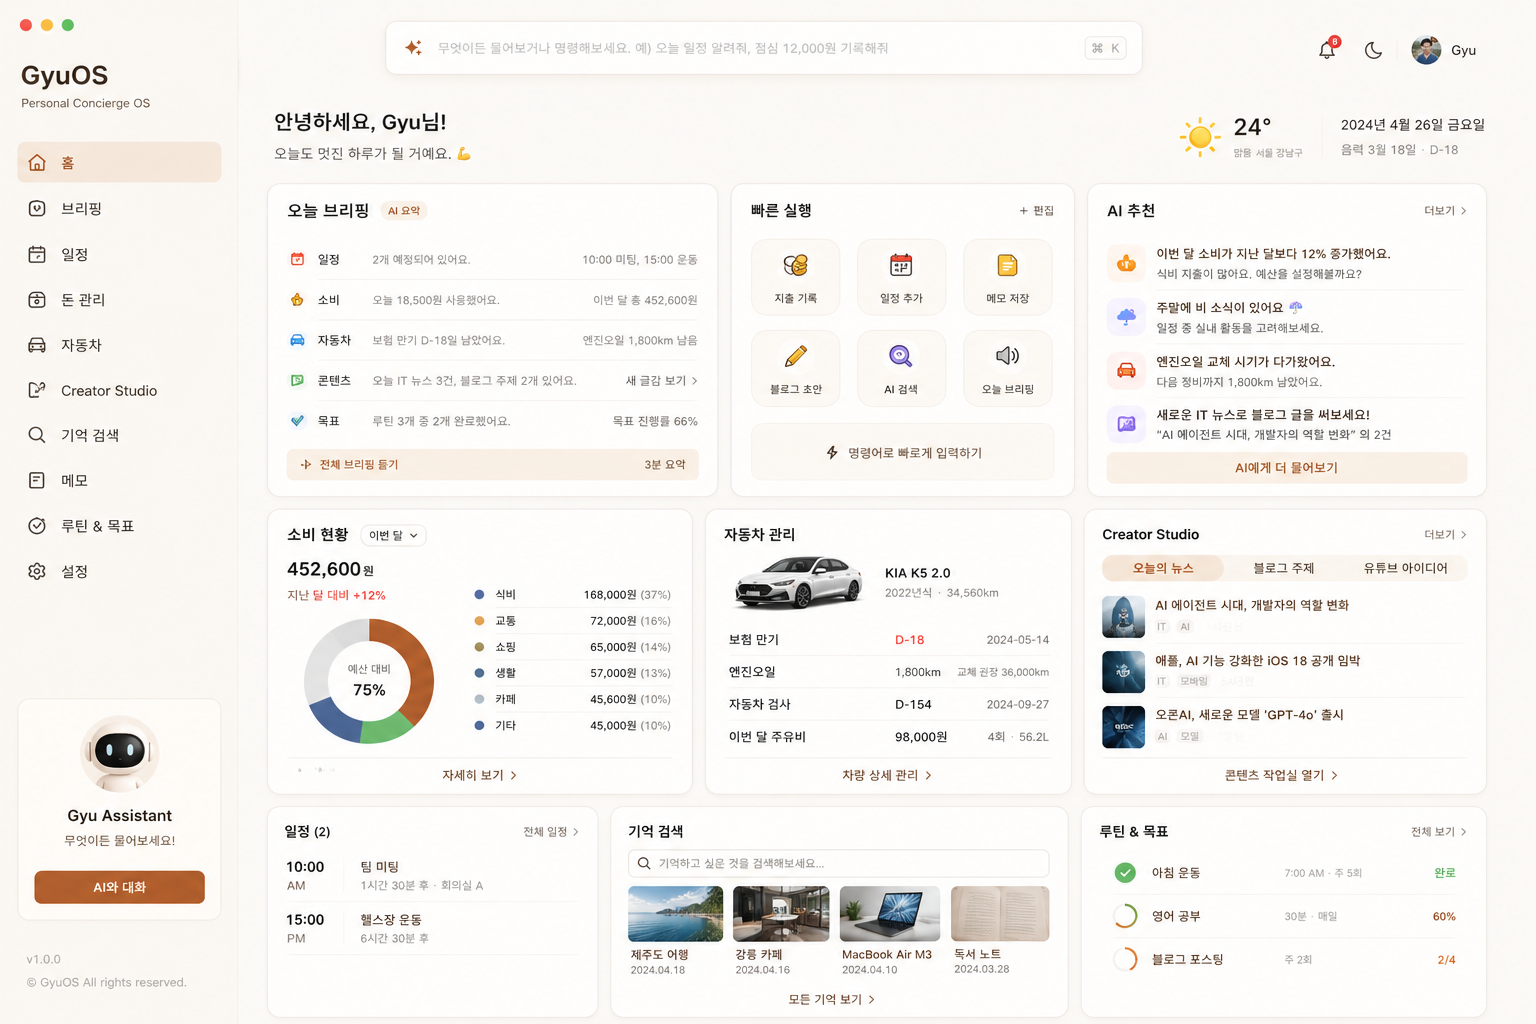 GyuOS
Personal Concierge OS
홈
브리핑
일정
돈 관리
자동차
Creator Studio
기억 검색
메모
루틴 & 목표
설정
Gyu Assistant
무엇이든 물어보세요!
AI와 대화
v1.0.0
© GyuOS All rights reserved.
무엇이든 물어보거나 명령해보세요. 예) 오늘 일정 알려줘, 점심 12,000원 기록해줘
⌘ K
8
Gyu
안녕하세요, Gyu님!
오늘도 멋진 하루가 될 거예요. 💪
24°
맑음 서울 강남구
2024년 4월 26일 금요일
음력 3월 18일 · D-18
오늘 브리핑 AI 요약
일정 2개 예정되어 있어요. 10:00 미팅, 15:00 운동
소비 오늘 18,500원 사용했어요. 이번 달 총 452,600원
자동차 보험 만기 D-18일 남았어요. 엔진오일 1,800km 남음
콘텐츠 오늘 IT 뉴스 3건, 블로그 주제 2개 있어요. 새 글감 보기 >
목표 루틴 3개 중 2개 완료했어요. 목표 진행률 66%
전체 브리핑 듣기 3분 요약
빠른 실행 + 편집
지출 기록 일정 추가 메모 저장
블로그 초안 AI 검색 오늘 브리핑
명령어로 빠르게 입력하기
AI 추천 더보기 >
이번 달 소비가 지난 달보다 12% 증가했어요.
식비 지출이 많아요. 예산을 설정해볼까요?
주말에 비 소식이 있어요 ☔
일정 중 실내 활동을 고려해보세요.
엔진오일 교체 시기가 다가왔어요.
다음 정비까지 1,800km 남았어요.
새로운 IT 뉴스로 블로그 글을 써보세요!
“AI 에이전트 시대, 개발자의 역할 변화” 외 2건
AI에게 더 물어보기
소비 현황 이번 달
452,600원
지난 달 대비 +12%
예산 대비
75%
식비 168,000원 (37%)
교통 72,000원 (16%)
쇼핑 65,000원 (14%)
생활 57,000원 (13%)
카페 45,600원 (10%)
기타 45,000원 (10%)
자세히 보기 >
자동차 관리
KIA K5 2.0
2022년식 · 34,560km
보험 만기 D-18 2024-05-14
엔진오일 1,800km 교체 권장 36,000km
자동차 검사 D-154 2024-09-27
이번 달 주유비 98,000원 4회 · 56.2L
차량 상세 관리 >
Creator Studio 더보기 >
오늘의 뉴스 블로그 주제 유튜브 아이디어
AI 에이전트 시대, 개발자의 역할 변화
IT AI
애플, AI 기능 강화한 iOS 18 공개 임박
IT 모바일
오픈AI, 새로운 모델 ‘GPT-4o’ 출시
AI 모델
콘텐츠 작업실 열기 >
일정 (2) 전체 일정 >
10:00 팀 미팅
AM 1시간 30분 후 · 회의실 A
15:00 헬스장 운동
PM 6시간 30분 후
기억 검색
기억하고 싶은 것을 검색해보세요...
제주도 여행 강릉 카페 MacBook Air M3 독서 노트
2024.04.18 2024.04.16 2024.04.10 2024.03.28
모든 기억 보기 >
루틴 & 목표 전체 보기 >
아침 운동 7:00 AM · 주 5회 완료
영어 공부 30분 · 매일 60%
블로그 포스팅 주 2회 2/4